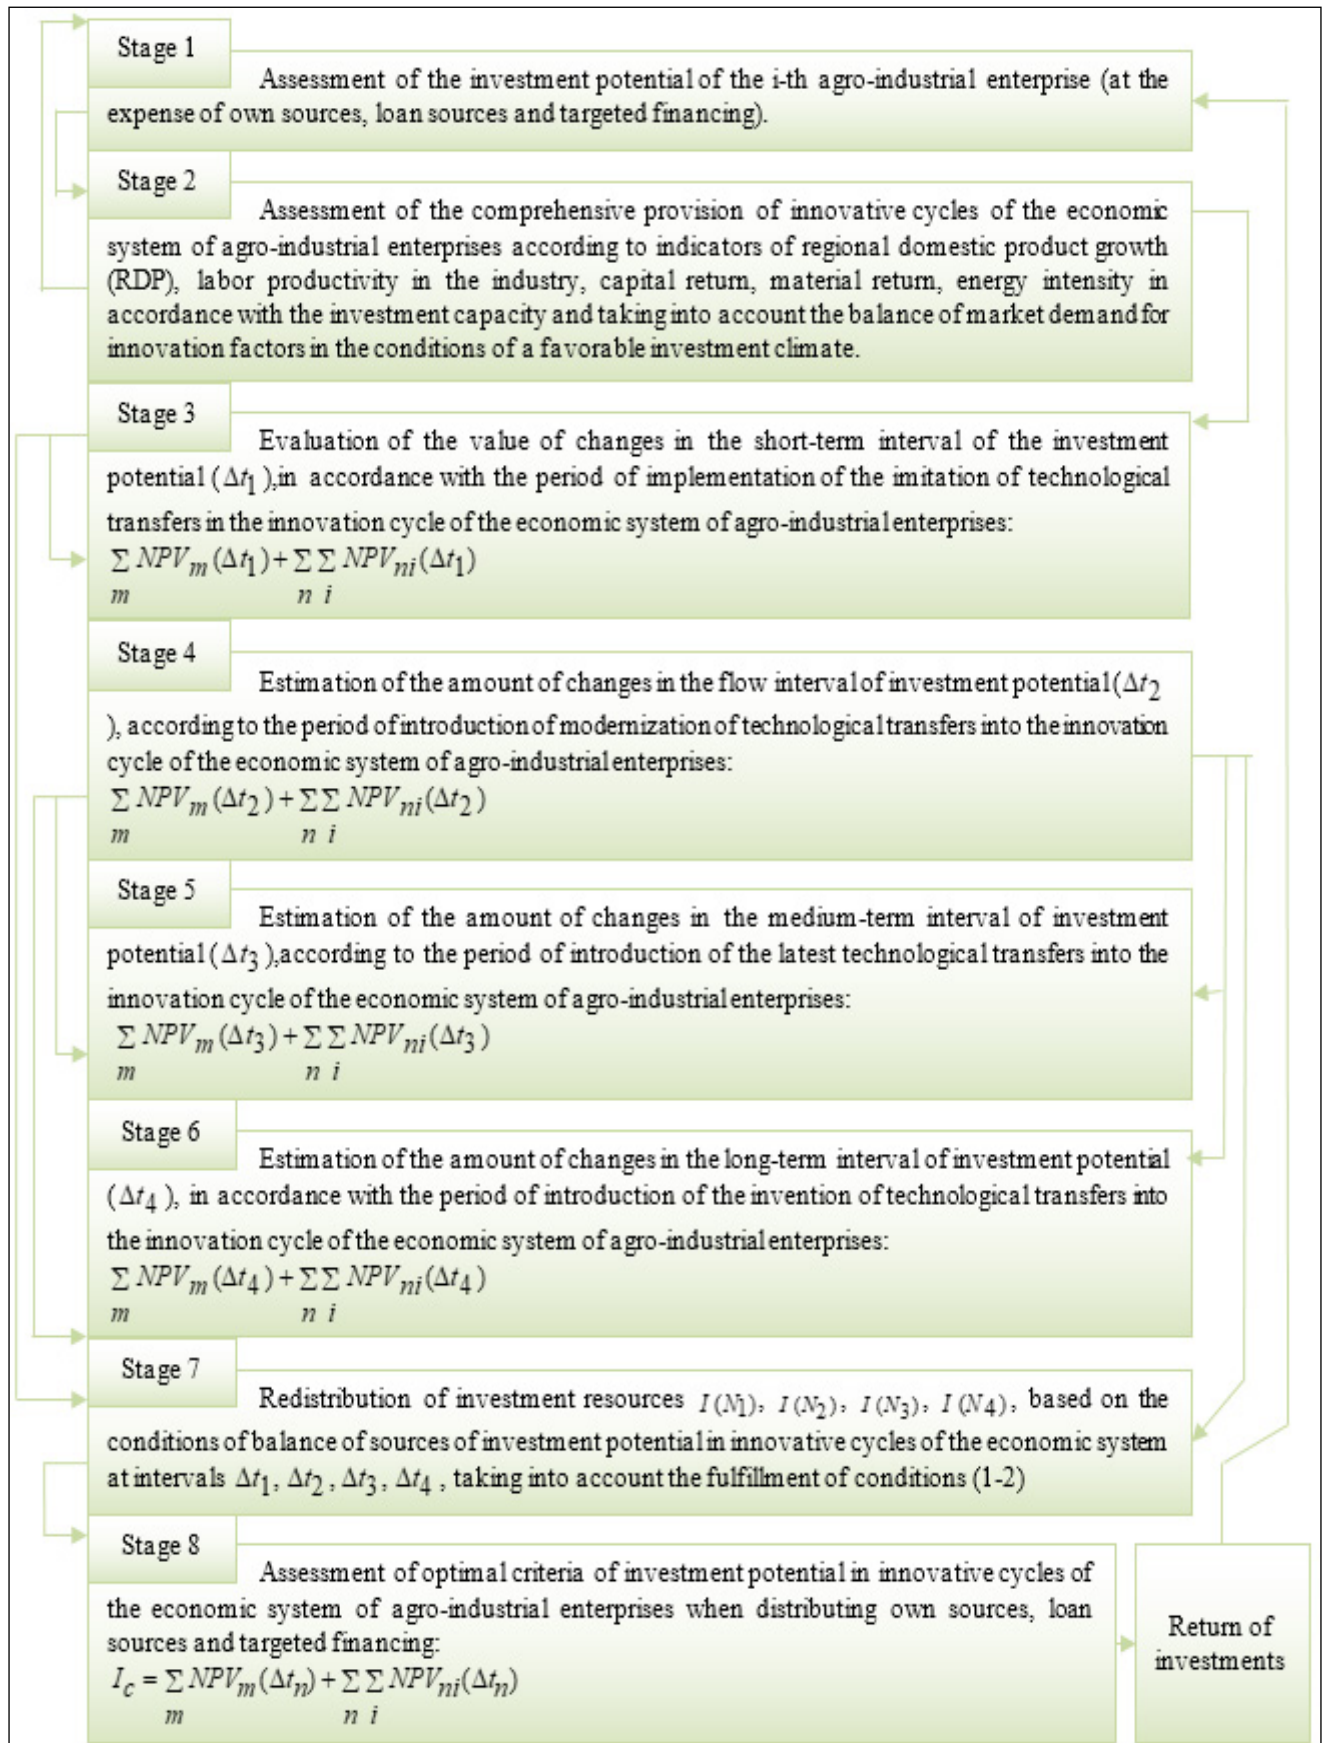 Stage 1
Assessment of the investment potential of the i-th agro-industrial enterprise (at the
expense of own sources, loan sources and targeted financing).
Stage 2
Assessment of the comprehensive provision of innovative cycles of the economic
system of agro-industrial enterprises according to indicators of regional domestic product growth
(RDP), labor productivity in the industry, capital return, material return, energy intensity in
accordance with the investment capacity and taking into account the balance of market demand for
innovation factors in the conditions of a favorable investment climate.
Stage 3
Evaluation of the value of changes in the short-term interval of the investment
potential (Δt1),in accordance with the period of implementation of the imitation of technological
transfers in the innovation cycle of the economic system of agro-industrial enterprises:
Σ NPVm(Δt1)+ Σ Σ NPVni(Δt1)
m n i
Stage 4
Estimation of the amount of changes in the flow interval of investment potential (Δt2
), according to the period of introduction of modernization of technological transfers into the innovation
cycle of the economic system of agro-industrial enterprises:
Σ NPVm(Δt2)+ Σ Σ NPVni(Δt2)
m n i
Stage 5
Estimation of the amount of changes in the medium-term interval of investment
potential (Δt3),according to the period of introduction of the latest technological transfers into the
innovation cycle of the economic system of agro-industrial enterprises:
Σ NPVm(Δt3)+ Σ Σ NPVni(Δt3)
m n i
Stage 6
Estimation of the amount of changes in the long-term interval of investment potential
(Δt4), in accordance with the period of introduction of the invention of technological transfers into
the innovation cycle of the economic system of agro-industrial enterprises:
Σ NPVm(Δt4)+ Σ Σ NPVni(Δt4)
m n i
Stage 7
Redistribution of investment resources I(N1), I(N2), I(N3), I(N4), based on the
conditions of balance of sources of investment potential in innovative cycles of the economic system
at intervals Δt1, Δt2, Δt3, Δt4, taking into account the fulfillment of conditions (1-2)
Stage 8
Assessment of optimal criteria of investment potential in innovative cycles of
the economic system of agro-industrial enterprises when distributing own sources, loan
sources and targeted financing:
Ic = Σ NPVm(Δtn)+ Σ Σ NPVni(Δtn)
m n i
Return of
investments